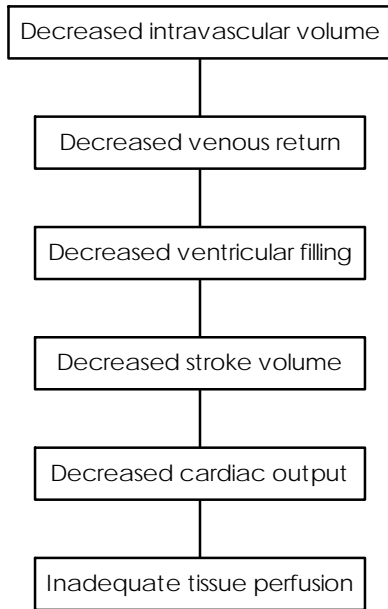 Decreased intravascular volume
Decreased venous return
Decreased ventricular filling
Decreased stroke volume
Decreased cardiac output
Inadequate tissue perfusion